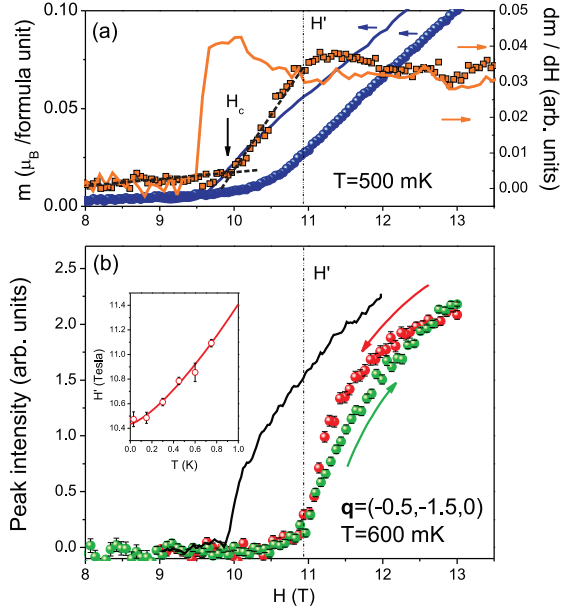 (a)
H'
H_c
T=500 mK
m (μ_B /formula unit)
0.10
0.05
0.00
dm / dH (arb. units)
0.05
0.04
0.03
0.02
0.01
0.00
8 9 10 11 12 13
(b)
H'
Peak intensity (arb. units)
2.5
2.0
1.5
1.0
0.5
0.0
H' (Tesla)
11.4
11.2
11.0
10.8
10.6
10.4
10.2
0.0 0.2 0.4 0.6 0.8 1.0
T (K)
q=(-0.5,-1.5,0)
T=600 mK
8 9 10 11 12 13
H (T)